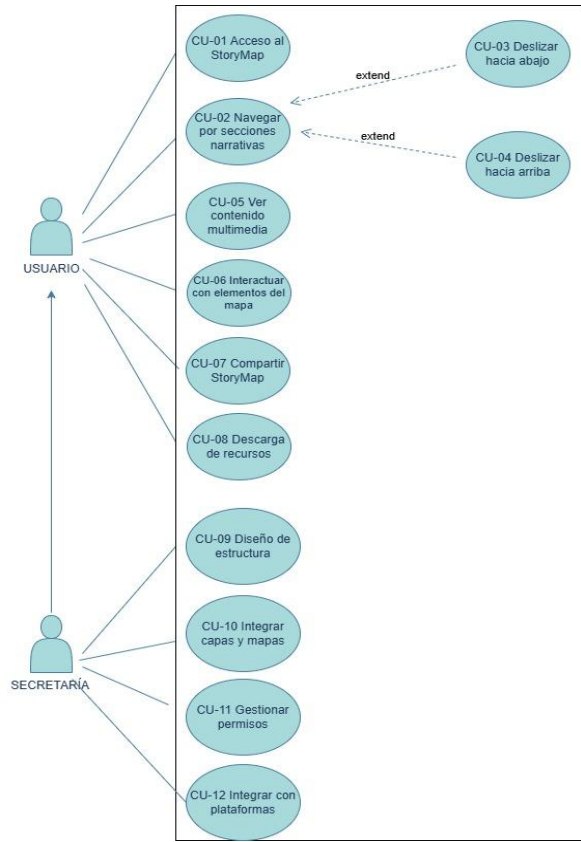 CU-01 Acceso al
StoryMap
CU-03 Deslizar
hacia abajo
extend
CU-02 Navegar
por secciones
narrativas
extend
CU-04 Deslizar
hacia arriba
CU-05 Ver
contenido
multimedia
USUARIO
CU-06 Interactuar
con elementos del
mapa
CU-07 Compartir
StoryMap
CU-08 Descarga
de recursos
CU-09 Diseño de
estructura
CU-10 Integrar
capas y mapas
SECRETARÍA
CU-11 Gestionar
permisos
CU-12 Integrar con
plataformas